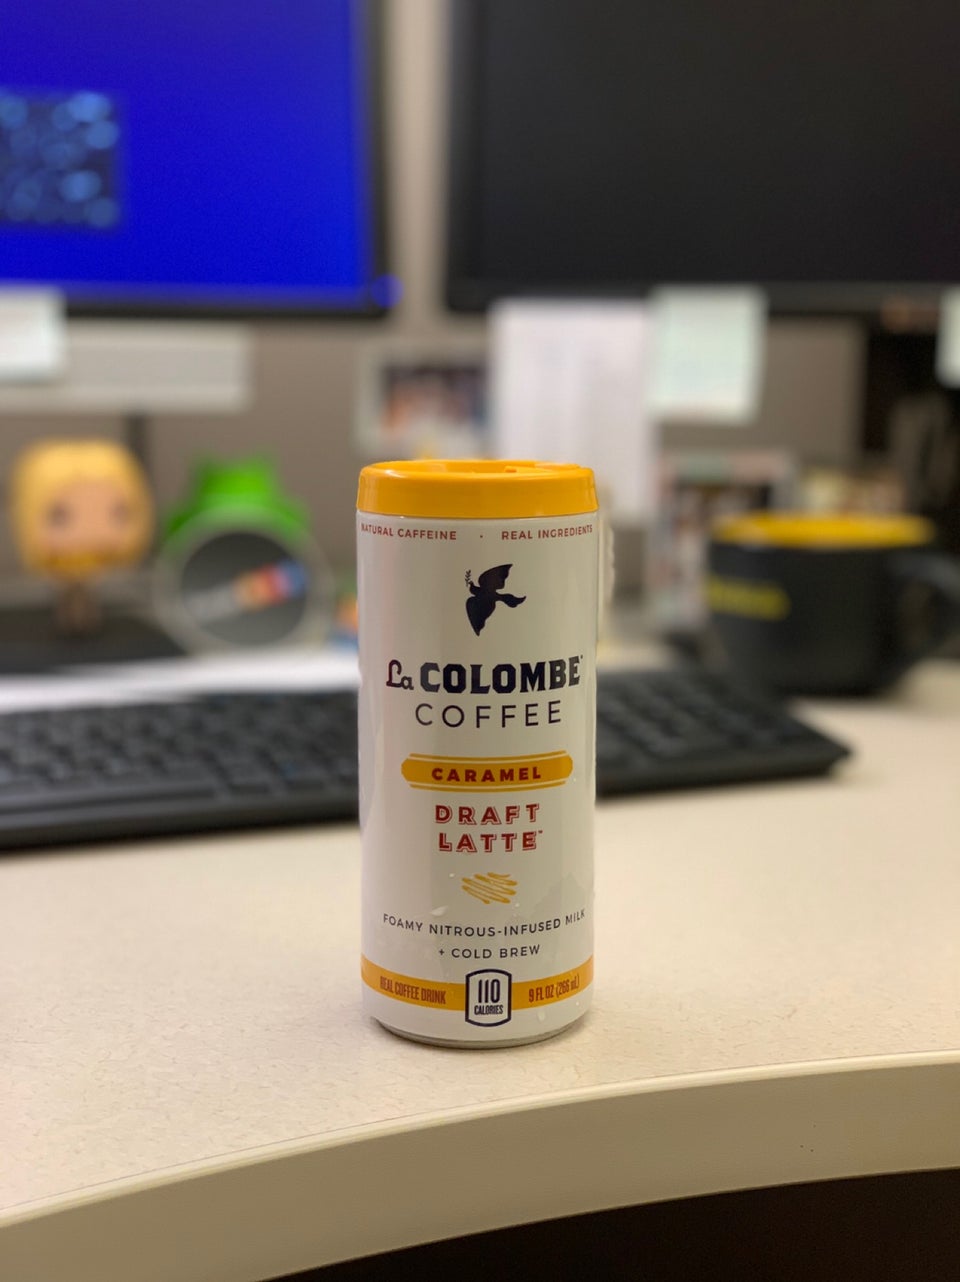 NATURAL CAFFEINE · REAL INGREDIENTS
La COLOMBE
COFFEE
CARAMEL
DRAFT
LATTE™
FOAMY NITROUS-INFUSED MILK
+ COLD BREW
REAL COFFEE DRINK
110
CALORIES
9 FL OZ (266 mL)